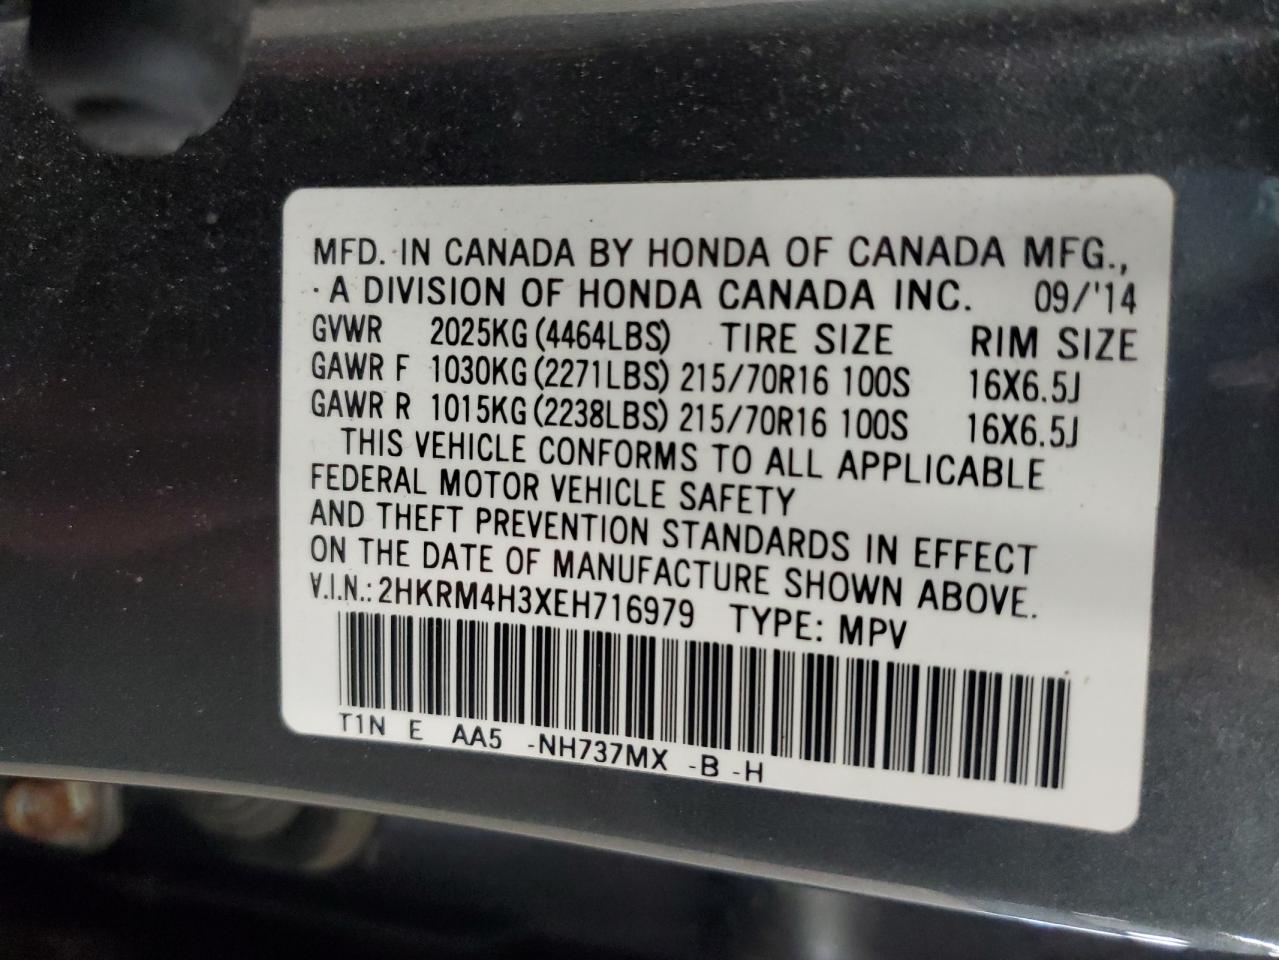 MFD. IN CANADA BY HONDA OF CANADA MFG.,
A DIVISION OF HONDA CANADA INC. 09/'14
GVWR 2025KG (4464LBS) TIRE SIZE RIM SIZE
GAWR F 1030KG (2271LBS) 215/70R16 100S 16X6.5J
GAWR R 1015KG (2238LBS) 215/70R16 100S 16X6.5J
THIS VEHICLE CONFORMS TO ALL APPLICABLE
FEDERAL MOTOR VEHICLE SAFETY
AND THEFT PREVENTION STANDARDS IN EFFECT
ON THE DATE OF MANUFACTURE SHOWN ABOVE.
V.I.N.: 2HKRM4H3XEH716979 TYPE: MPV
T1N E AA5 -NH737MX -B -H